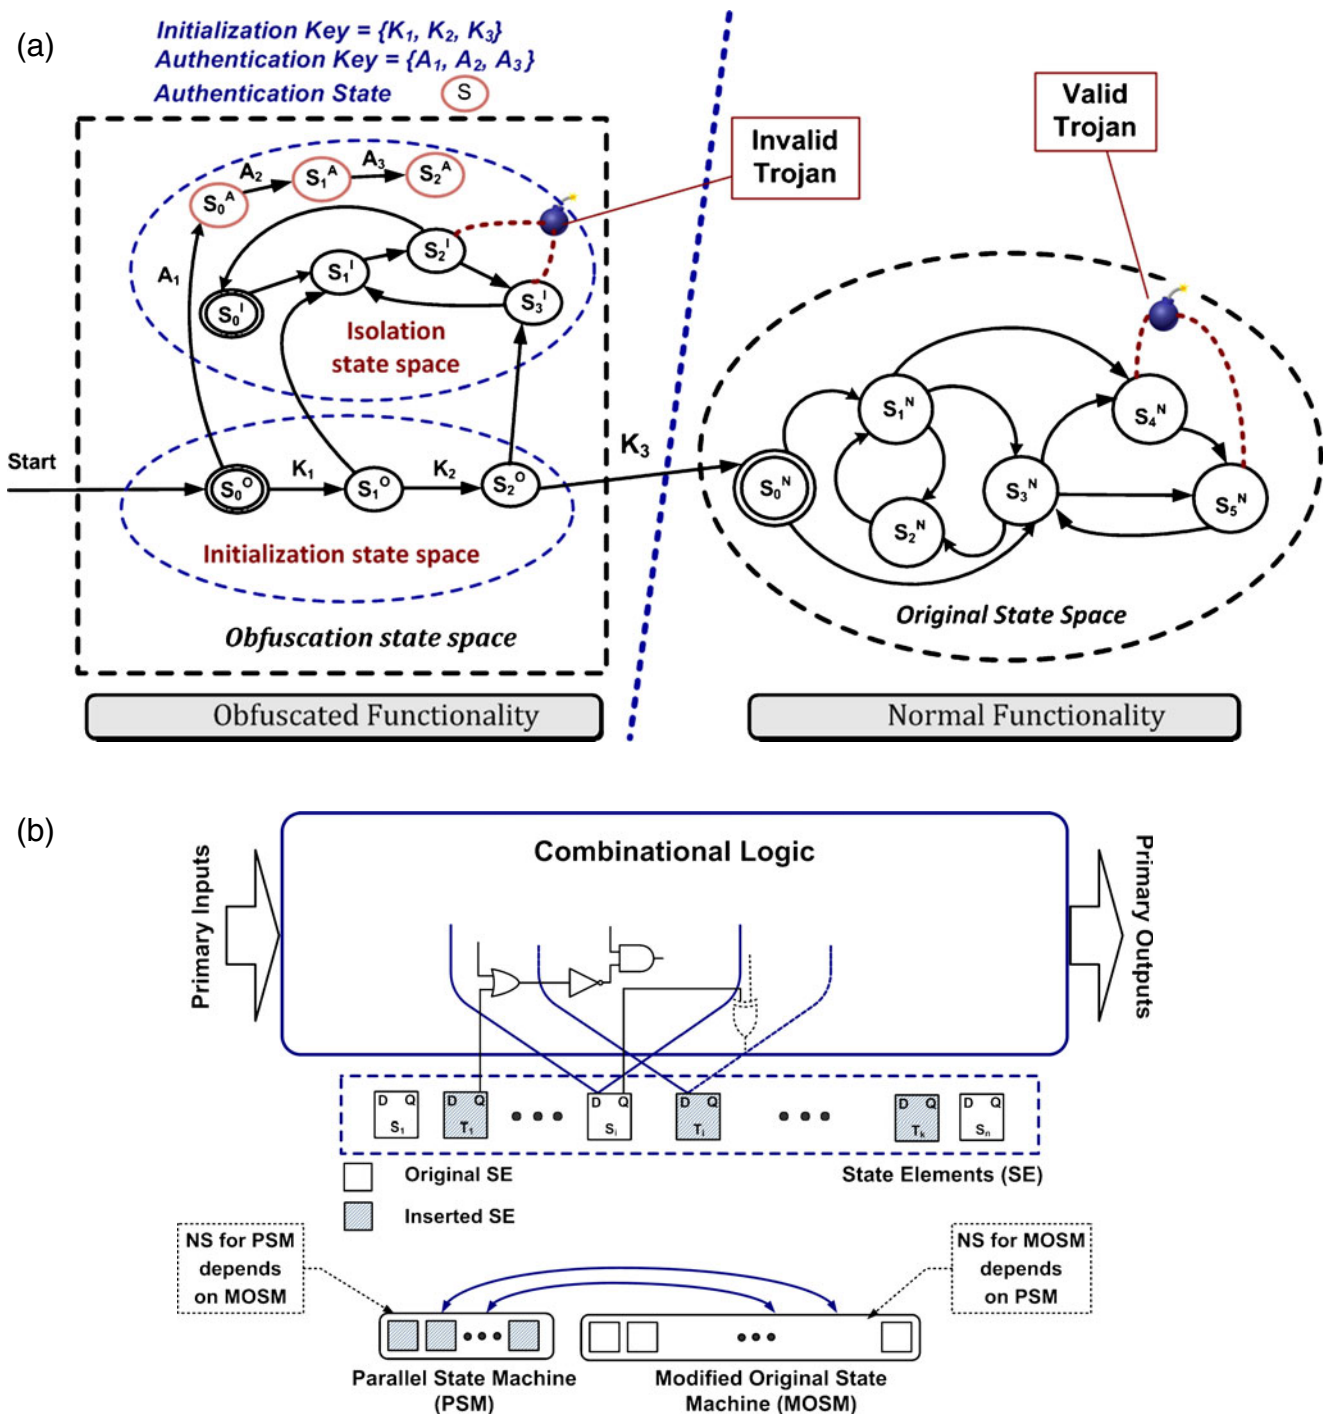 (a)
Initialization Key = {K₁, K₂, K₃}
Authentication Key = {A₁, A₂, A₃}
Authentication State S
Invalid
Trojan
Valid
Trojan
A₂
A₃
S₀ᴬ
S₁ᴬ
S₂ᴬ
A₁
S₀ᴵ
S₁ᴵ
S₂ᴵ
S₃ᴵ
Isolation
state space
Start
S₀ᴼ
K₁
S₁ᴼ
K₂
S₂ᴼ
K₃
Initialization state space
Obfuscation state space
Obfuscated Functionality
S₀ᴺ
S₁ᴺ
S₂ᴺ
S₃ᴺ
S₄ᴺ
S₅ᴺ
Original State Space
Normal Functionality
(b)
Primary Inputs
Combinational Logic
Primary Outputs
D Q
S₁
D Q
T₁
D Q
Sᵢ
D Q
Tᵢ
D Q
Tₖ
D Q
Sₙ
Original SE
State Elements (SE)
Inserted SE
NS for PSM
depends
on MOSM
NS for MOSM
depends
on PSM
Parallel State Machine
(PSM)
Modified Original State
Machine (MOSM)